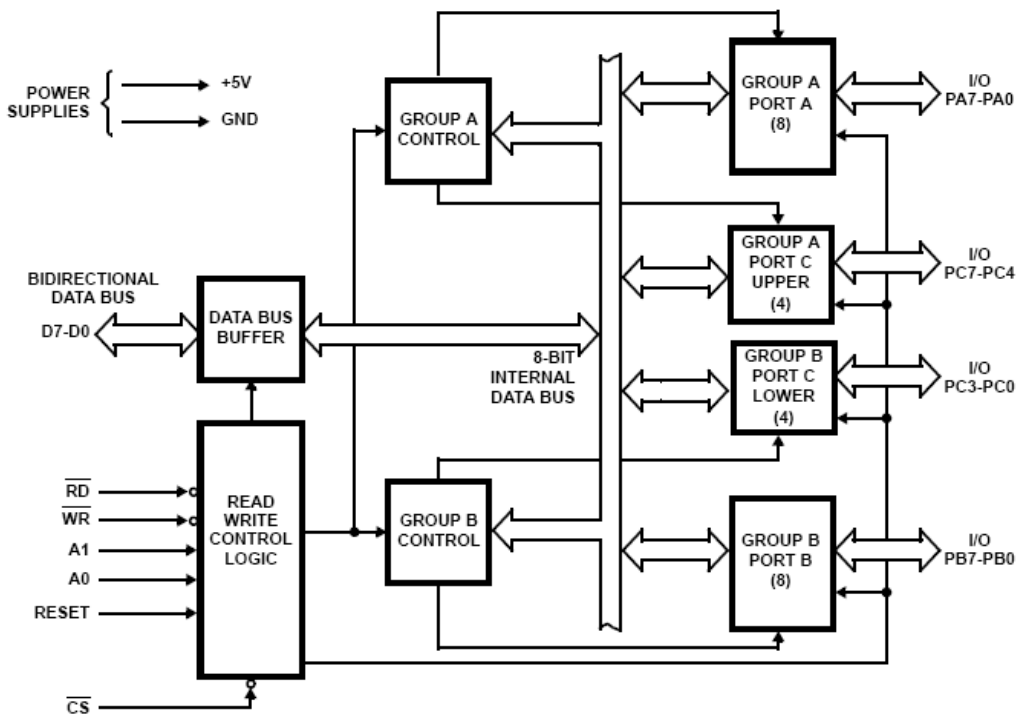 POWER
SUPPLIES
+5V
GND
GROUP A
CONTROL
GROUP A
PORT A
(8)
I/O
PA7-PA0
GROUP A
PORT C
UPPER
(4)
I/O
PC7-PC4
BIDIRECTIONAL
DATA BUS
D7-D0
DATA BUS
BUFFER
8-BIT
INTERNAL
DATA BUS
GROUP B
PORT C
LOWER
(4)
I/O
PC3-PC0
RD
WR
A1
A0
RESET
CS
READ
WRITE
CONTROL
LOGIC
GROUP B
CONTROL
GROUP B
PORT B
(8)
I/O
PB7-PB0